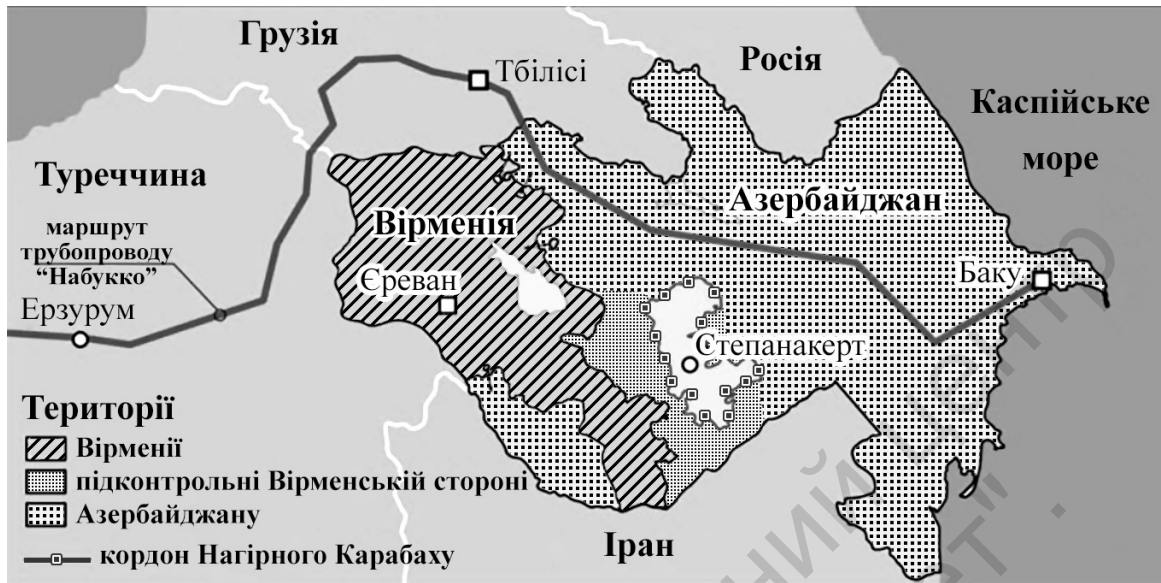 Грузія
Тбілісі
Росія
Каспійське
море
Туреччина
маршрут
трубопроводу
“Набукко”
Ерзурум
Вірменія
Єреван
Азербайджан
Баку
Степанакерт
Території
Вірменії
підконтрольні Вірменській стороні
Азербайджану
кордон Нагірного Карабаху
Іран